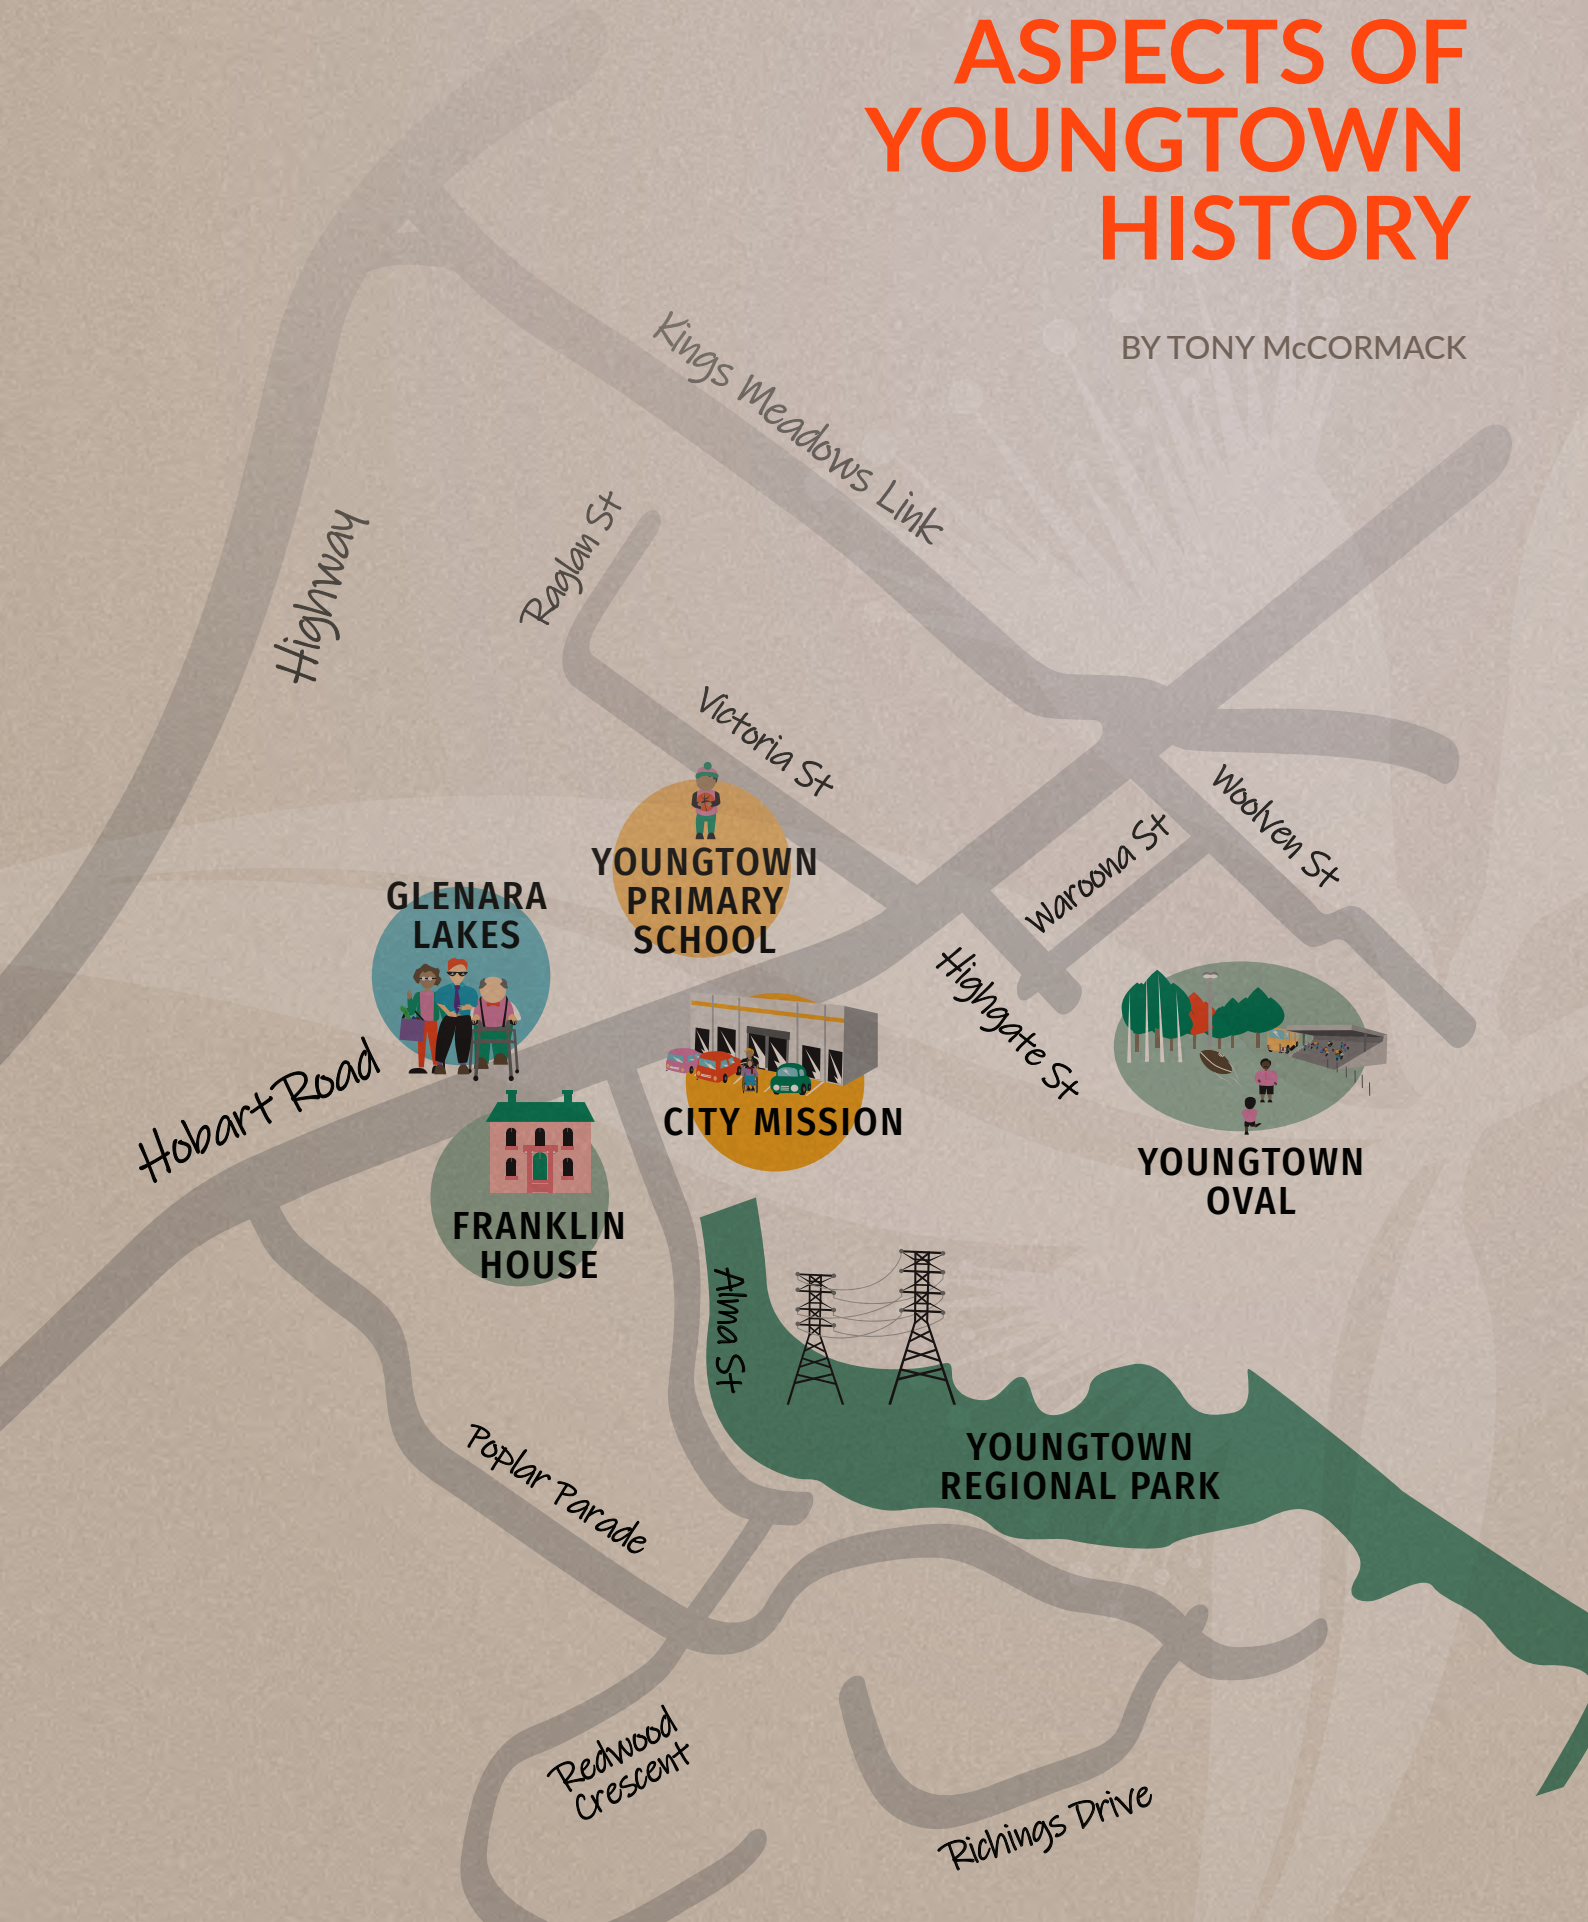 ASPECTS OF
YOUNGTOWN
HISTORY
BY TONY McCORMACK
Kings Meadows Link
Highway
Raglan St
Victoria St
Woolven St
Waroona St
YOUNGTOWN
PRIMARY
SCHOOL
GLENARA
LAKES
Highgate St
Hobart Road
CITY MISSION
YOUNGTOWN
OVAL
FRANKLIN
HOUSE
Alma St
YOUNGTOWN
REGIONAL PARK
Poplar Parade
Redwood
Crescent
Richings Drive